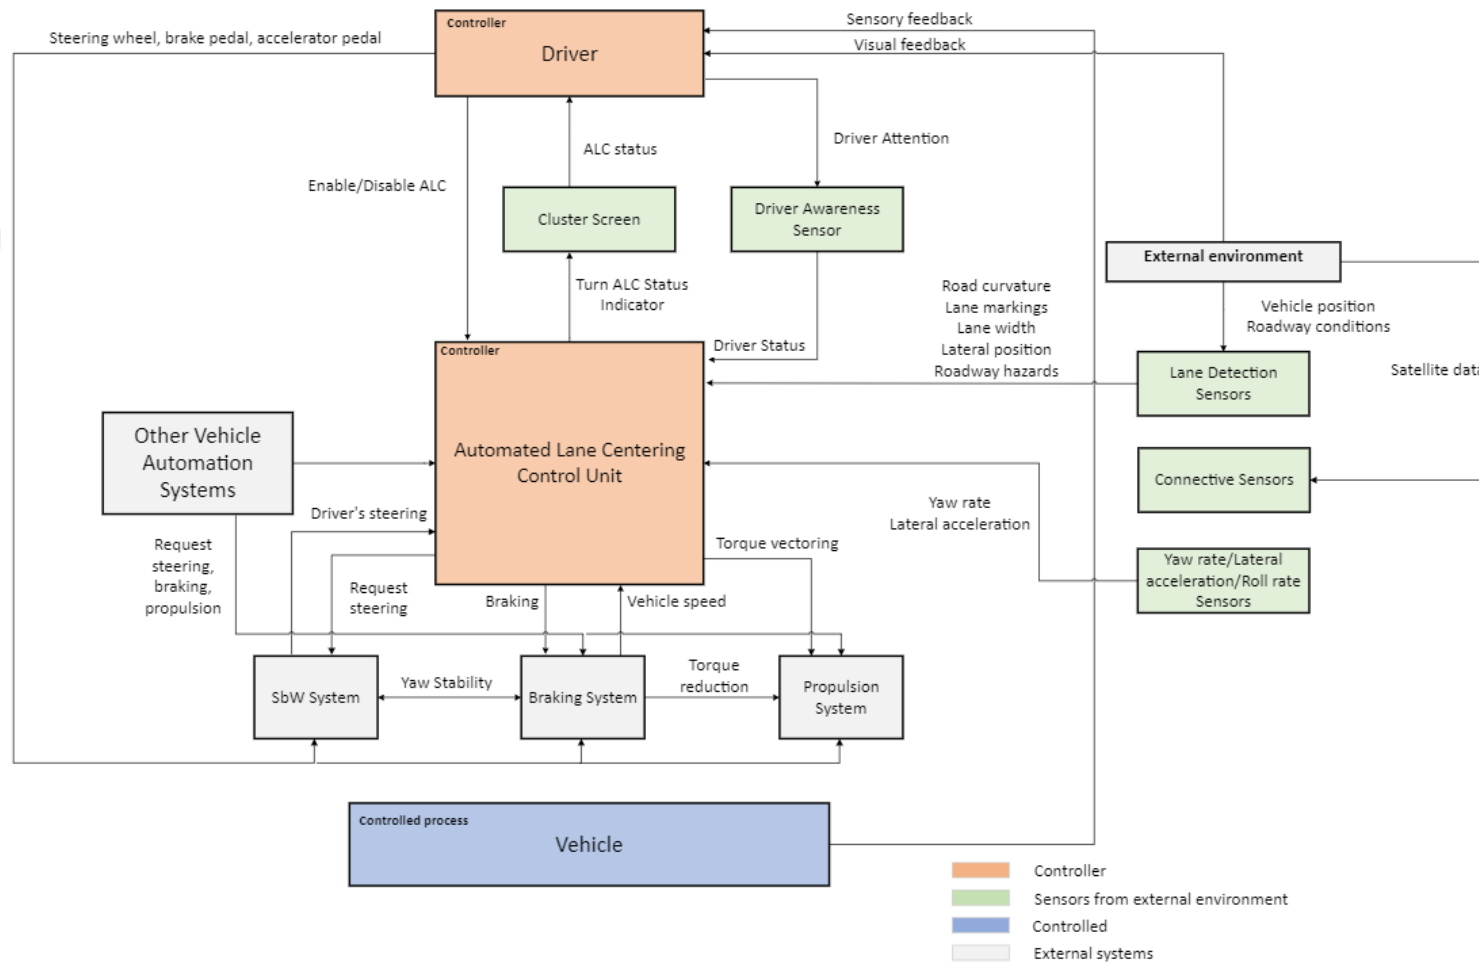 Controller
Driver
Sensory feedback
Visual feedback
Steering wheel, brake pedal, accelerator pedal
Driver Attention
ALC status
Enable/Disable ALC
Cluster Screen
Driver Awareness
Sensor
External environment
Turn ALC Status
Indicator
Road curvature
Lane markings
Lane width
Lateral position
Roadway hazards
Vehicle position
Roadway conditions
Driver Status
Controller
Lane Detection
Sensors
Satellite data
Other Vehicle
Automation
Systems
Automated Lane Centering
Control Unit
Connective Sensors
Driver's steering
Yaw rate
Lateral acceleration
Request
steering,
braking,
propulsion
Torque vectoring
Yaw rate/Lateral
acceleration/Roll rate
Sensors
Request
steering
Braking
Vehicle speed
SbW System
Yaw Stability
Braking System
Torque
reduction
Propulsion
System
Controlled process
Vehicle
Controller
Sensors from external environment
Controlled
External systems